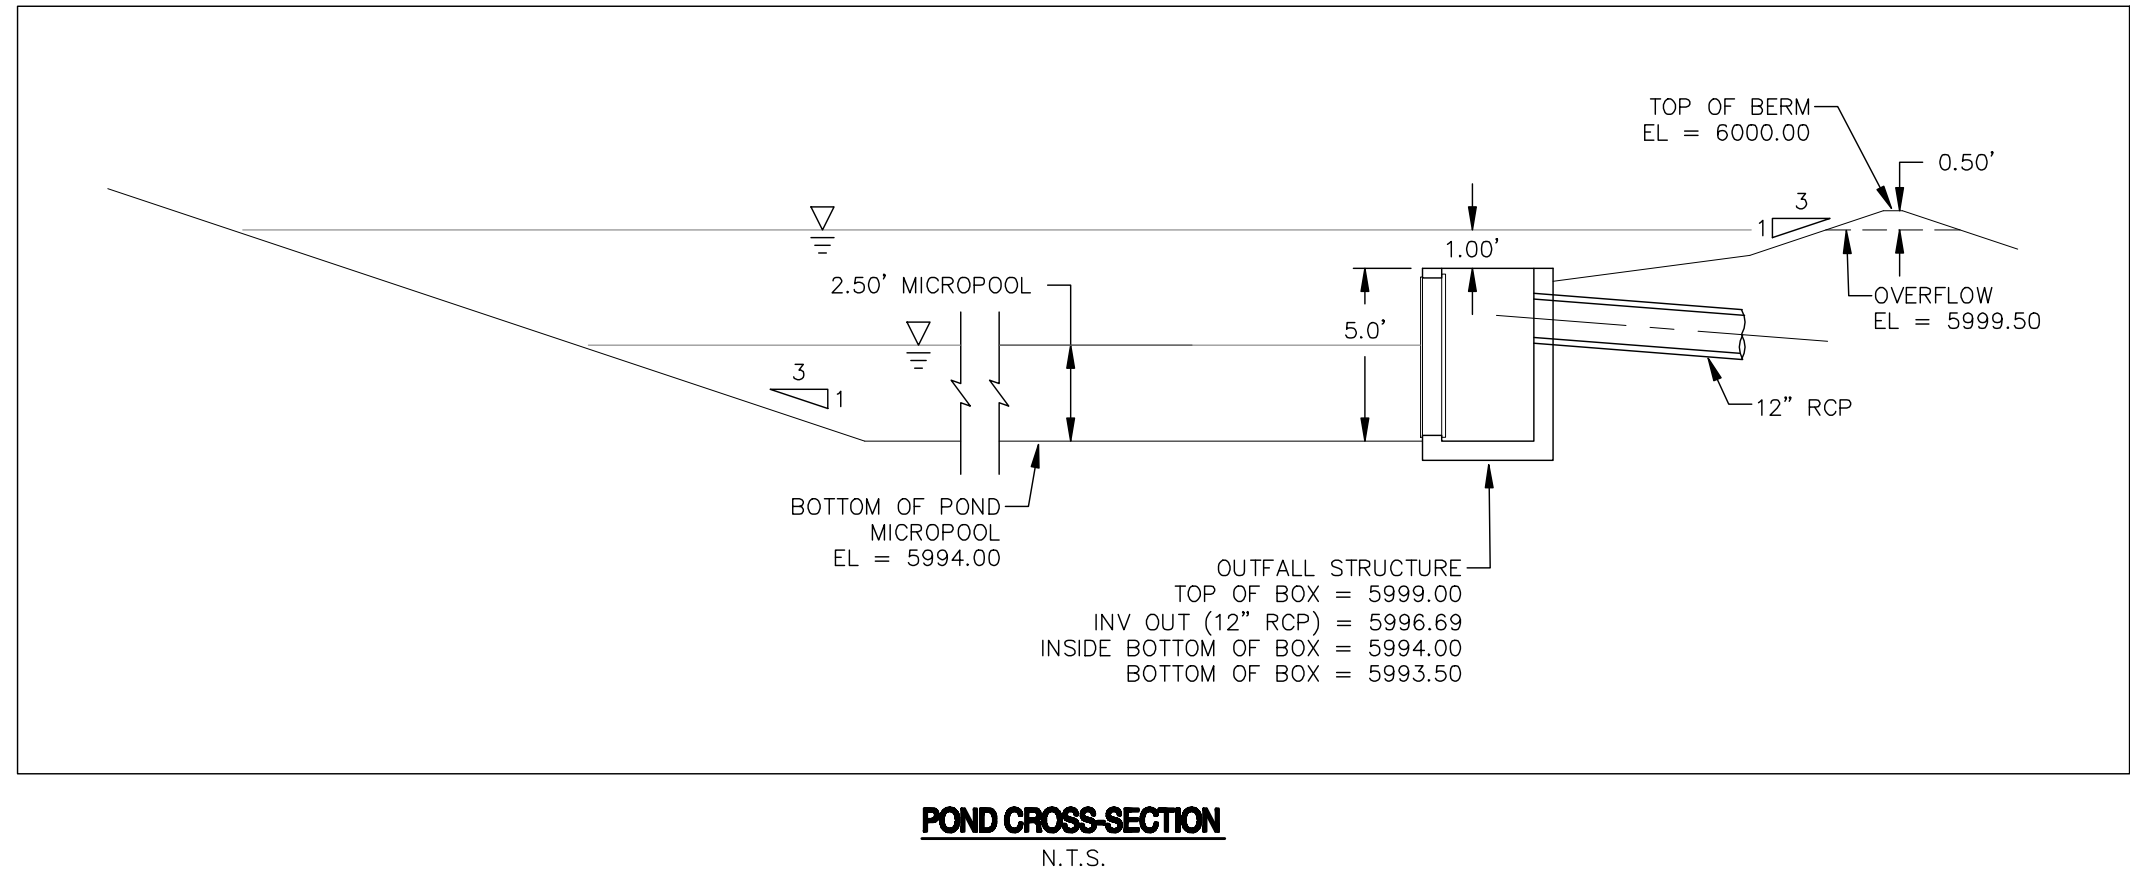 TOP OF BERM
EL = 6000.00
0.50'
3
1
1.00'
2.50' MICROPOOL
OVERFLOW
EL = 5999.50
5.0'
3
1
12" RCP
BOTTOM OF POND
MICROPOOL
EL = 5994.00
OUTFALL STRUCTURE
TOP OF BOX = 5999.00
INV OUT (12" RCP) = 5996.69
INSIDE BOTTOM OF BOX = 5994.00
BOTTOM OF BOX = 5993.50
POND CROSS-SECTION
N.T.S.